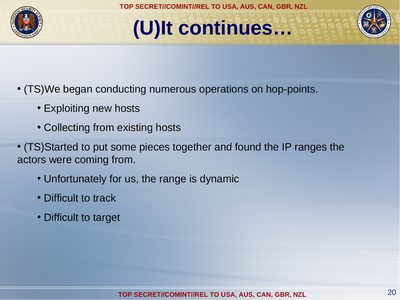 TOP SECRET//COMINT//REL TO USA, AUS, CAN, GBR, NZL
(U)It continues…
• (TS)We began conducting numerous operations on hop-points.
• Exploiting new hosts
• Collecting from existing hosts
• (TS)Started to put some pieces together and found the IP ranges the
actors were coming from.
• Unfortunately for us, the range is dynamic
• Difficult to track
• Difficult to target
TOP SECRET//COMINT//REL TO USA, AUS, CAN, GBR, NZL
20